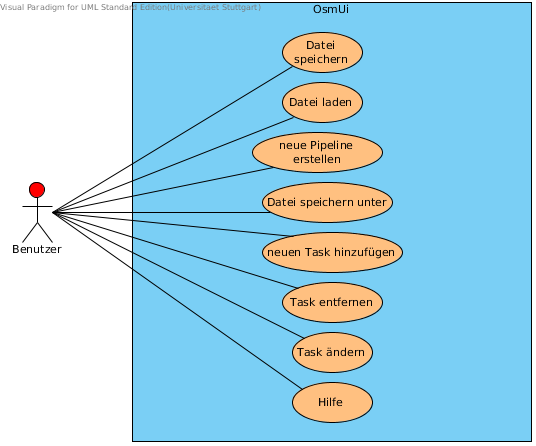 Visual Paradigm for UML Standard Edition(Universitaet Stuttgart)
OsmUi
Datei
speichern
Datei laden
neue Pipeline
erstellen
Datei speichern unter
Benutzer
neuen Task hinzufügen
Task entfernen
Task ändern
Hilfe